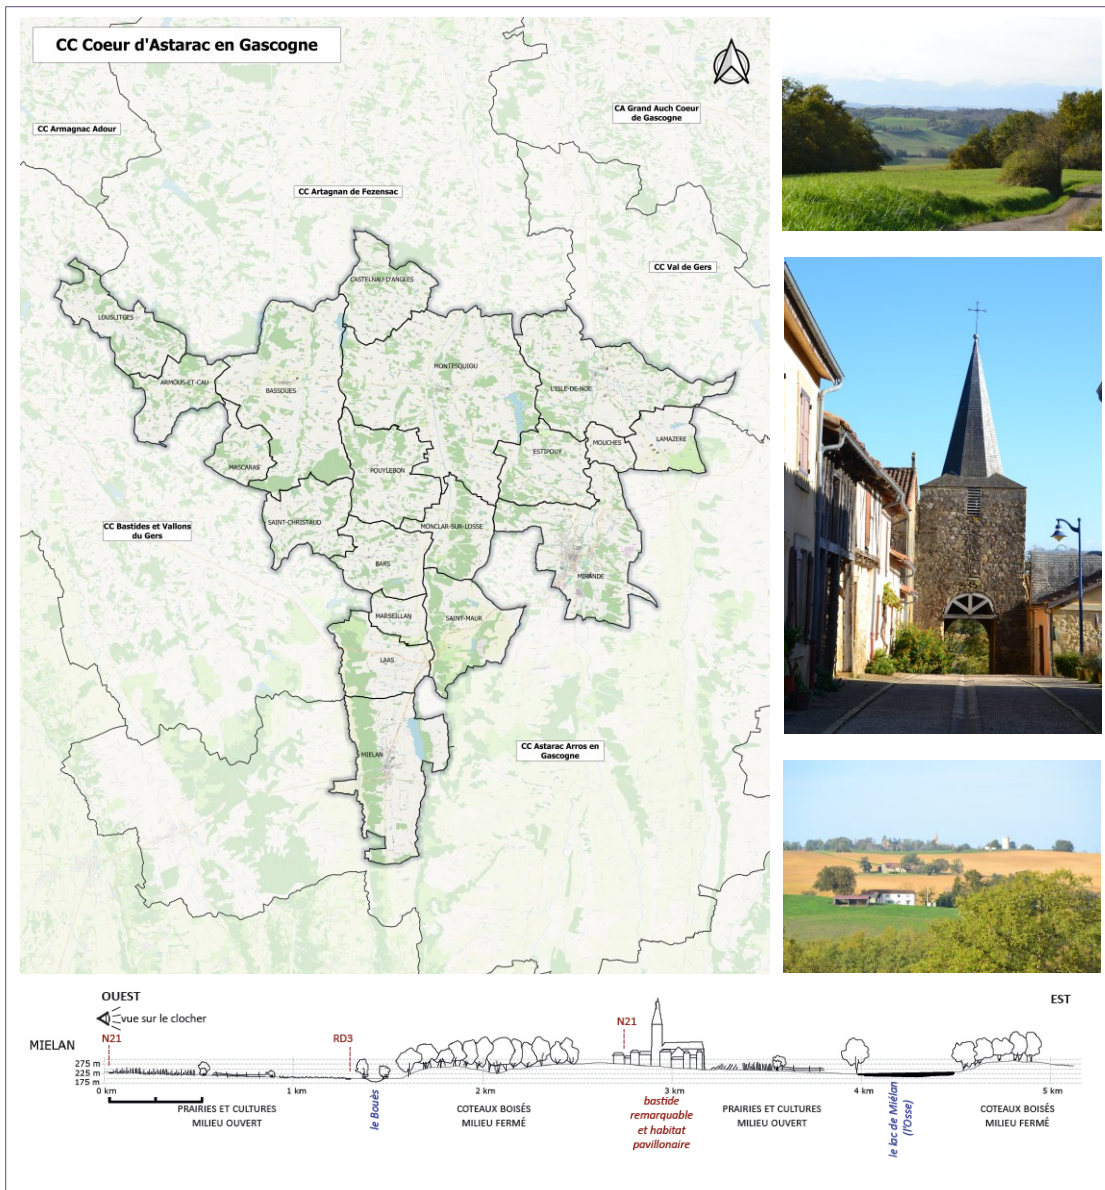 CC Coeur d'Astarac en Gascogne
CA Grand Auch Coeur
de Gascogne
CC Armagnac Adour
CC Artagnan de Fezensac
CC Val de Gers
CASTELNAU D'ANGLES
LOUSLITGES
MONTESQUIOU
ARMOUS-ET-CAU
BASSOUES
L'ISLE-DE-NOE
MOUCHES
LAMAZERE
ESTIPOUY
MASCARAS
POUYLEBON
SAINT-CHRISTAUD
MONCLAR-SUR-LOSSE
CC Bastides et Vallons
du Gers
BARS
MIRANDE
MARSEILLAN
SAINT-MAUR
LAAS
MIELAN
CC Astarac Arros en
Gascogne
OUEST
EST
vue sur le clocher
N21
RD3
N21
MIELAN
275 m
225 m
175 m
0 km
1 km
2 km
3 km
4 km
5 km
PRAIRIES ET CULTURES
MILIEU OUVERT
le Bouès
COTEAUX BOISÉS
MILIEU FERMÉ
bastide
remarquable
et habitat
pavillonaire
PRAIRIES ET CULTURES
MILIEU OUVERT
le lac de Miélan
(l'Osse)
COTEAUX BOISÉS
MILIEU FERMÉ